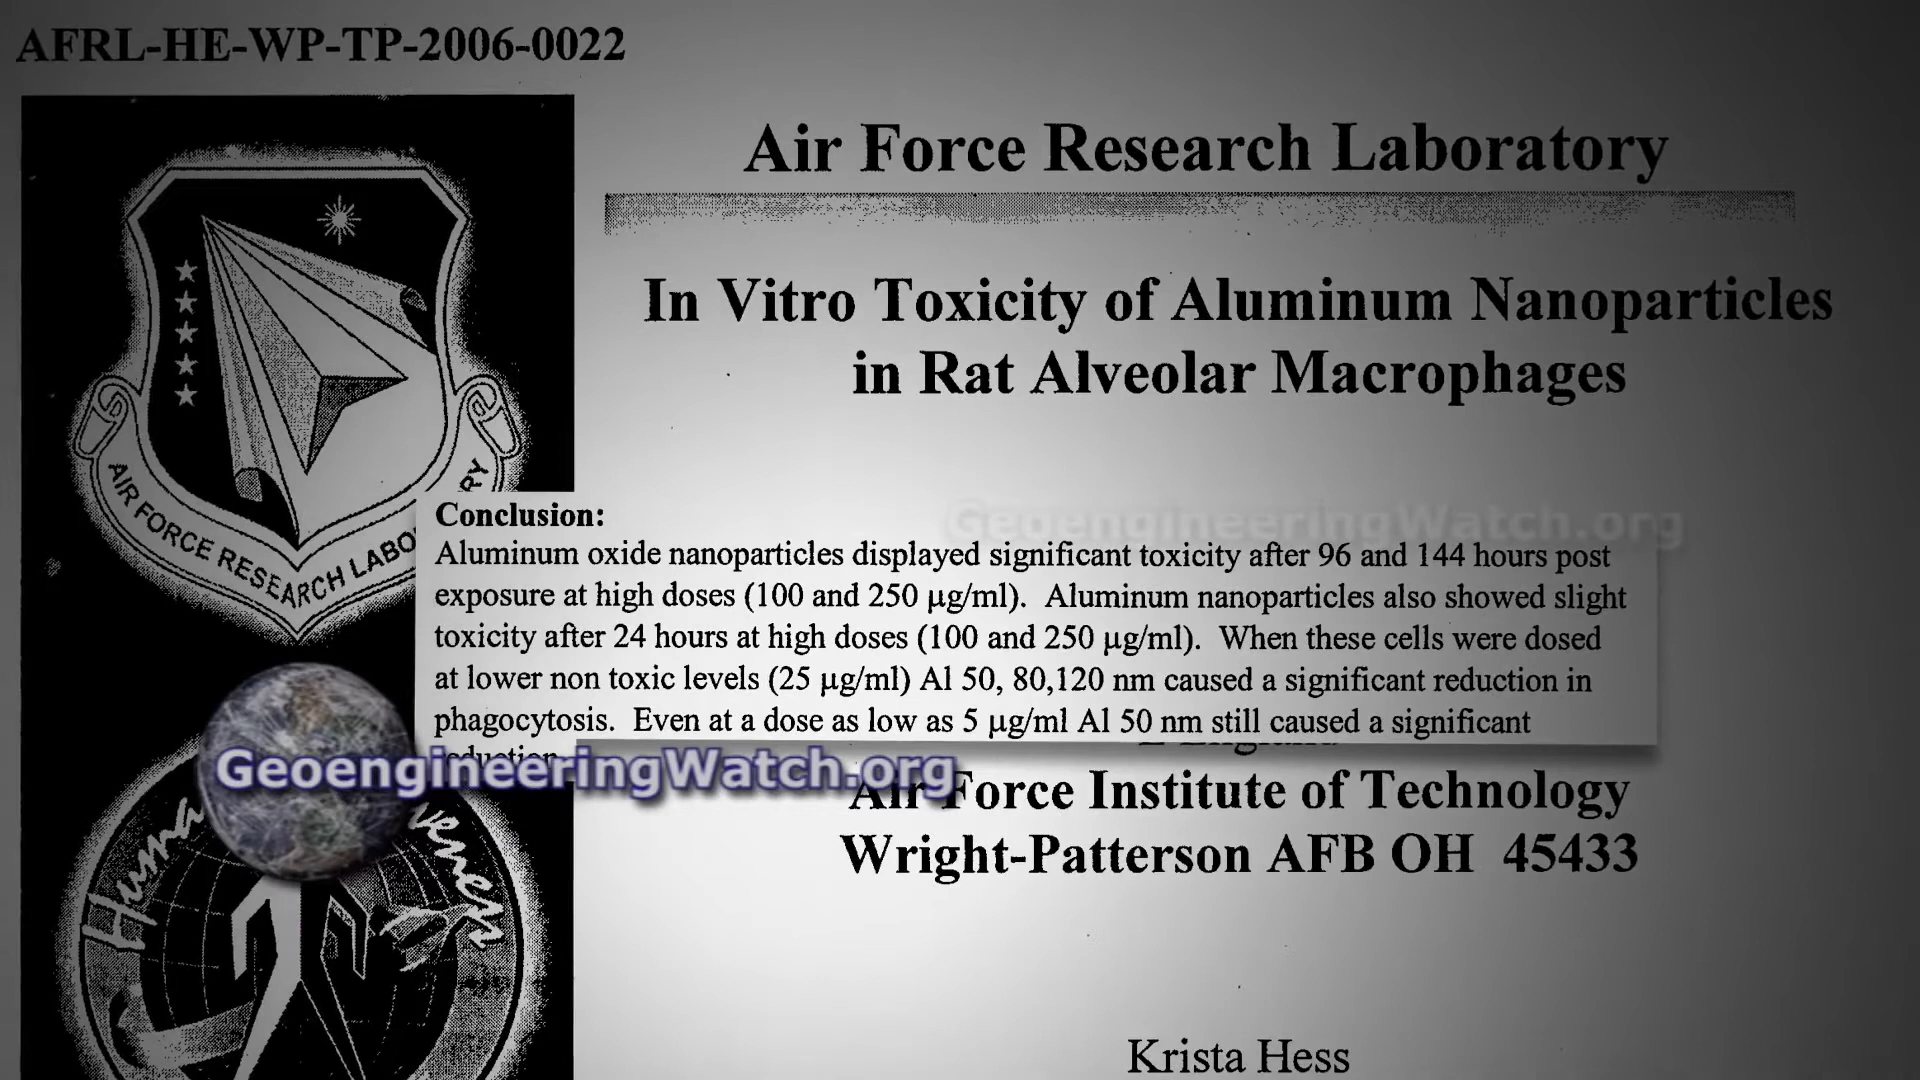 AFRL-HE-WP-TP-2006-0022
Air Force Research Laboratory
In Vitro Toxicity of Aluminum Nanoparticles
in Rat Alveolar Macrophages
AIR FORCE RESEARCH LABO RY
GeoengineeringWatch.org
Conclusion:
Aluminum oxide nanoparticles displayed significant toxicity after 96 and 144 hours post
exposure at high doses (100 and 250 µg/ml). Aluminum nanoparticles also showed slight
toxicity after 24 hours at high doses (100 and 250 µg/ml). When these cells were dosed
at lower non toxic levels (25 µg/ml) Al 50, 80,120 nm caused a significant reduction in
phagocytosis. Even at a dose as low as 5 µg/ml Al 50 nm still caused a significant
GeoengineeringWatch.org
Air Force Institute of Technology
Wright-Patterson AFB OH 45433
Krista Hess